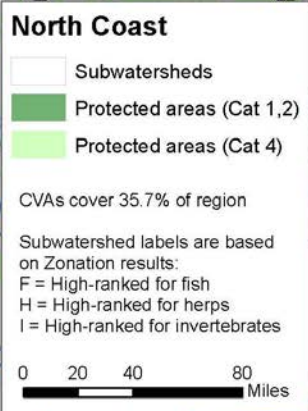 North Coast
Subwatersheds
Protected areas (Cat 1,2)
Protected areas (Cat 4)
CVAs cover 35.7% of region
Subwatershed labels are based
on Zonation results:
F = High-ranked for fish
H = High-ranked for herps
I = High-ranked for invertebrates
0 20 40 80
Miles